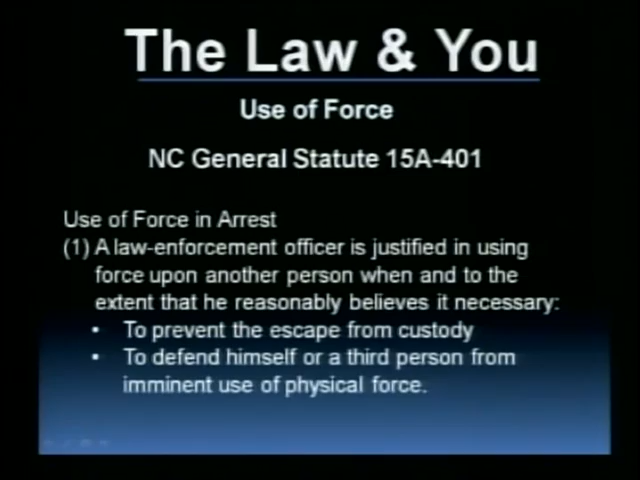 The Law & You
Use of Force
NC General Statute 15A-401
Use of Force in Arrest
(1) A law-enforcement officer is justified in using
force upon another person when and to the
extent that he reasonably believes it necessary:
• To prevent the escape from custody
• To defend himself or a third person from
imminent use of physical force.